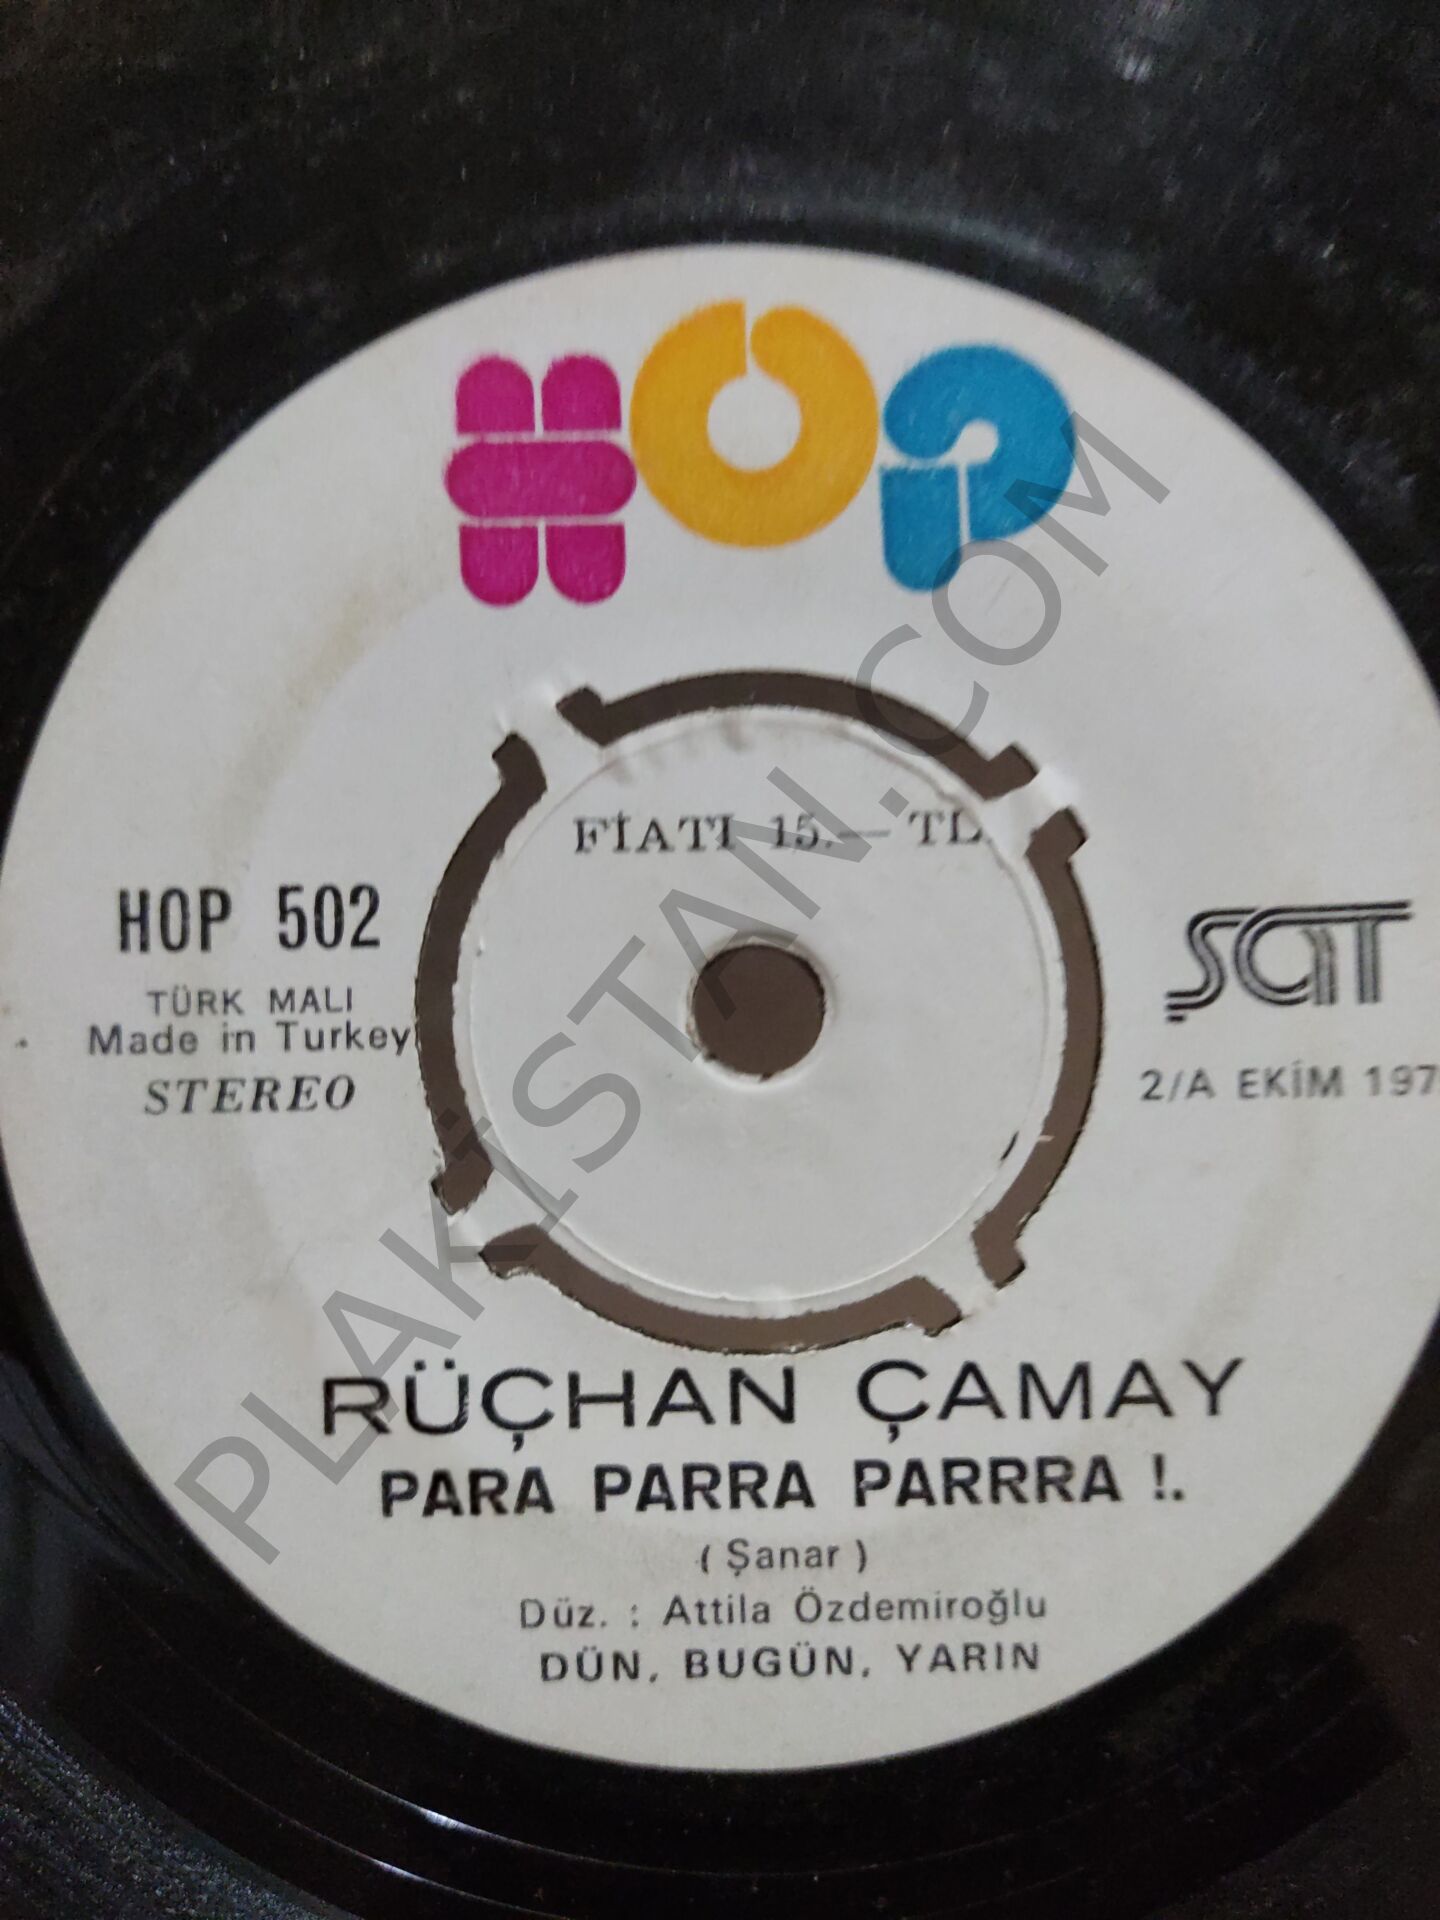 HOP
FİATI 15.— TL.
HOP 502
TÜRK MALI
Made in Turkey
STEREO
ŞAT
2/A EKİM 197
RÜÇHAN ÇAMAY
PARA PARRA PARRRA !.
( Şanar )
Düz. : Attila Özdemiroğlu
DÜN, BUGÜN, YARIN
PLAKİSTAN.COM